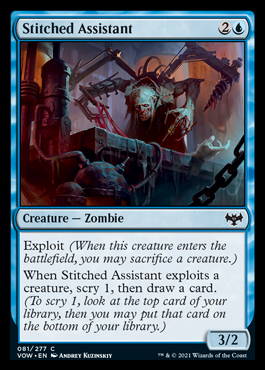 Stitched Assistant 2
Creature — Zombie
Exploit (When this creature enters the
battlefield, you may sacrifice a creature.)
When Stitched Assistant exploits a
creature, scry 1, then draw a card.
(To scry 1, look at the top card of your
library, then you may put that card on
the bottom of your library.)
3/2
081/277 C
VOW • EN Andrey Kuzinskiy ™ & © 2021 Wizards of the Coast